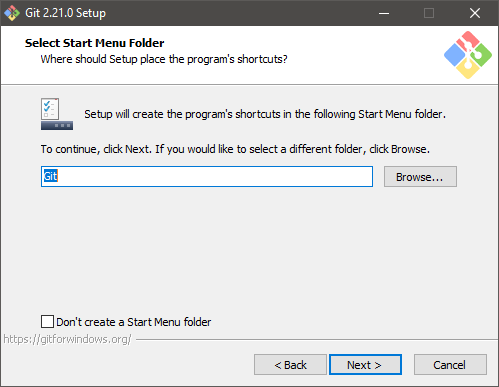 Git 2.21.0 Setup
Select Start Menu Folder
Where should Setup place the program's shortcuts?
Setup will create the program's shortcuts in the following Start Menu folder.
To continue, click Next. If you would like to select a different folder, click Browse.
Git
Browse...
Don't create a Start Menu folder
https://gitforwindows.org/
< Back
Next >
Cancel